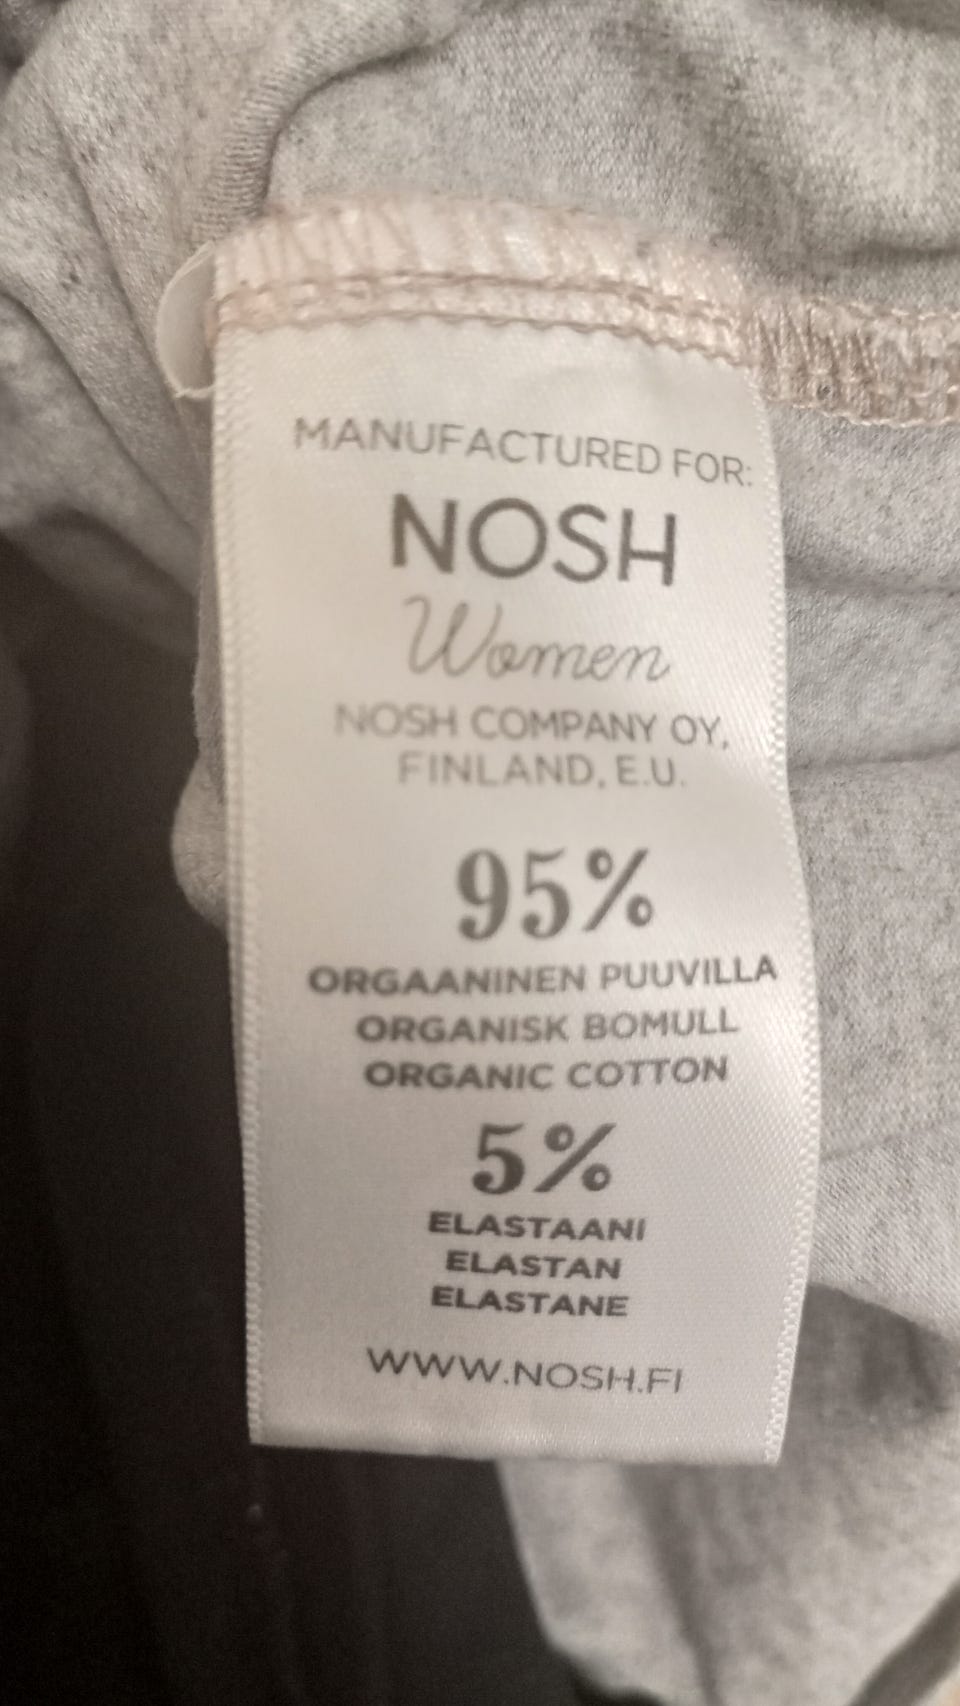 MANUFACTURED FOR:
NOSH
Women
NOSH COMPANY OY,
FINLAND, E.U.
95%
ORGAANINEN PUUVILLA
ORGANISK BOMULL
ORGANIC COTTON
5%
ELASTAANI
ELASTAN
ELASTANE
WWW.NOSH.FI